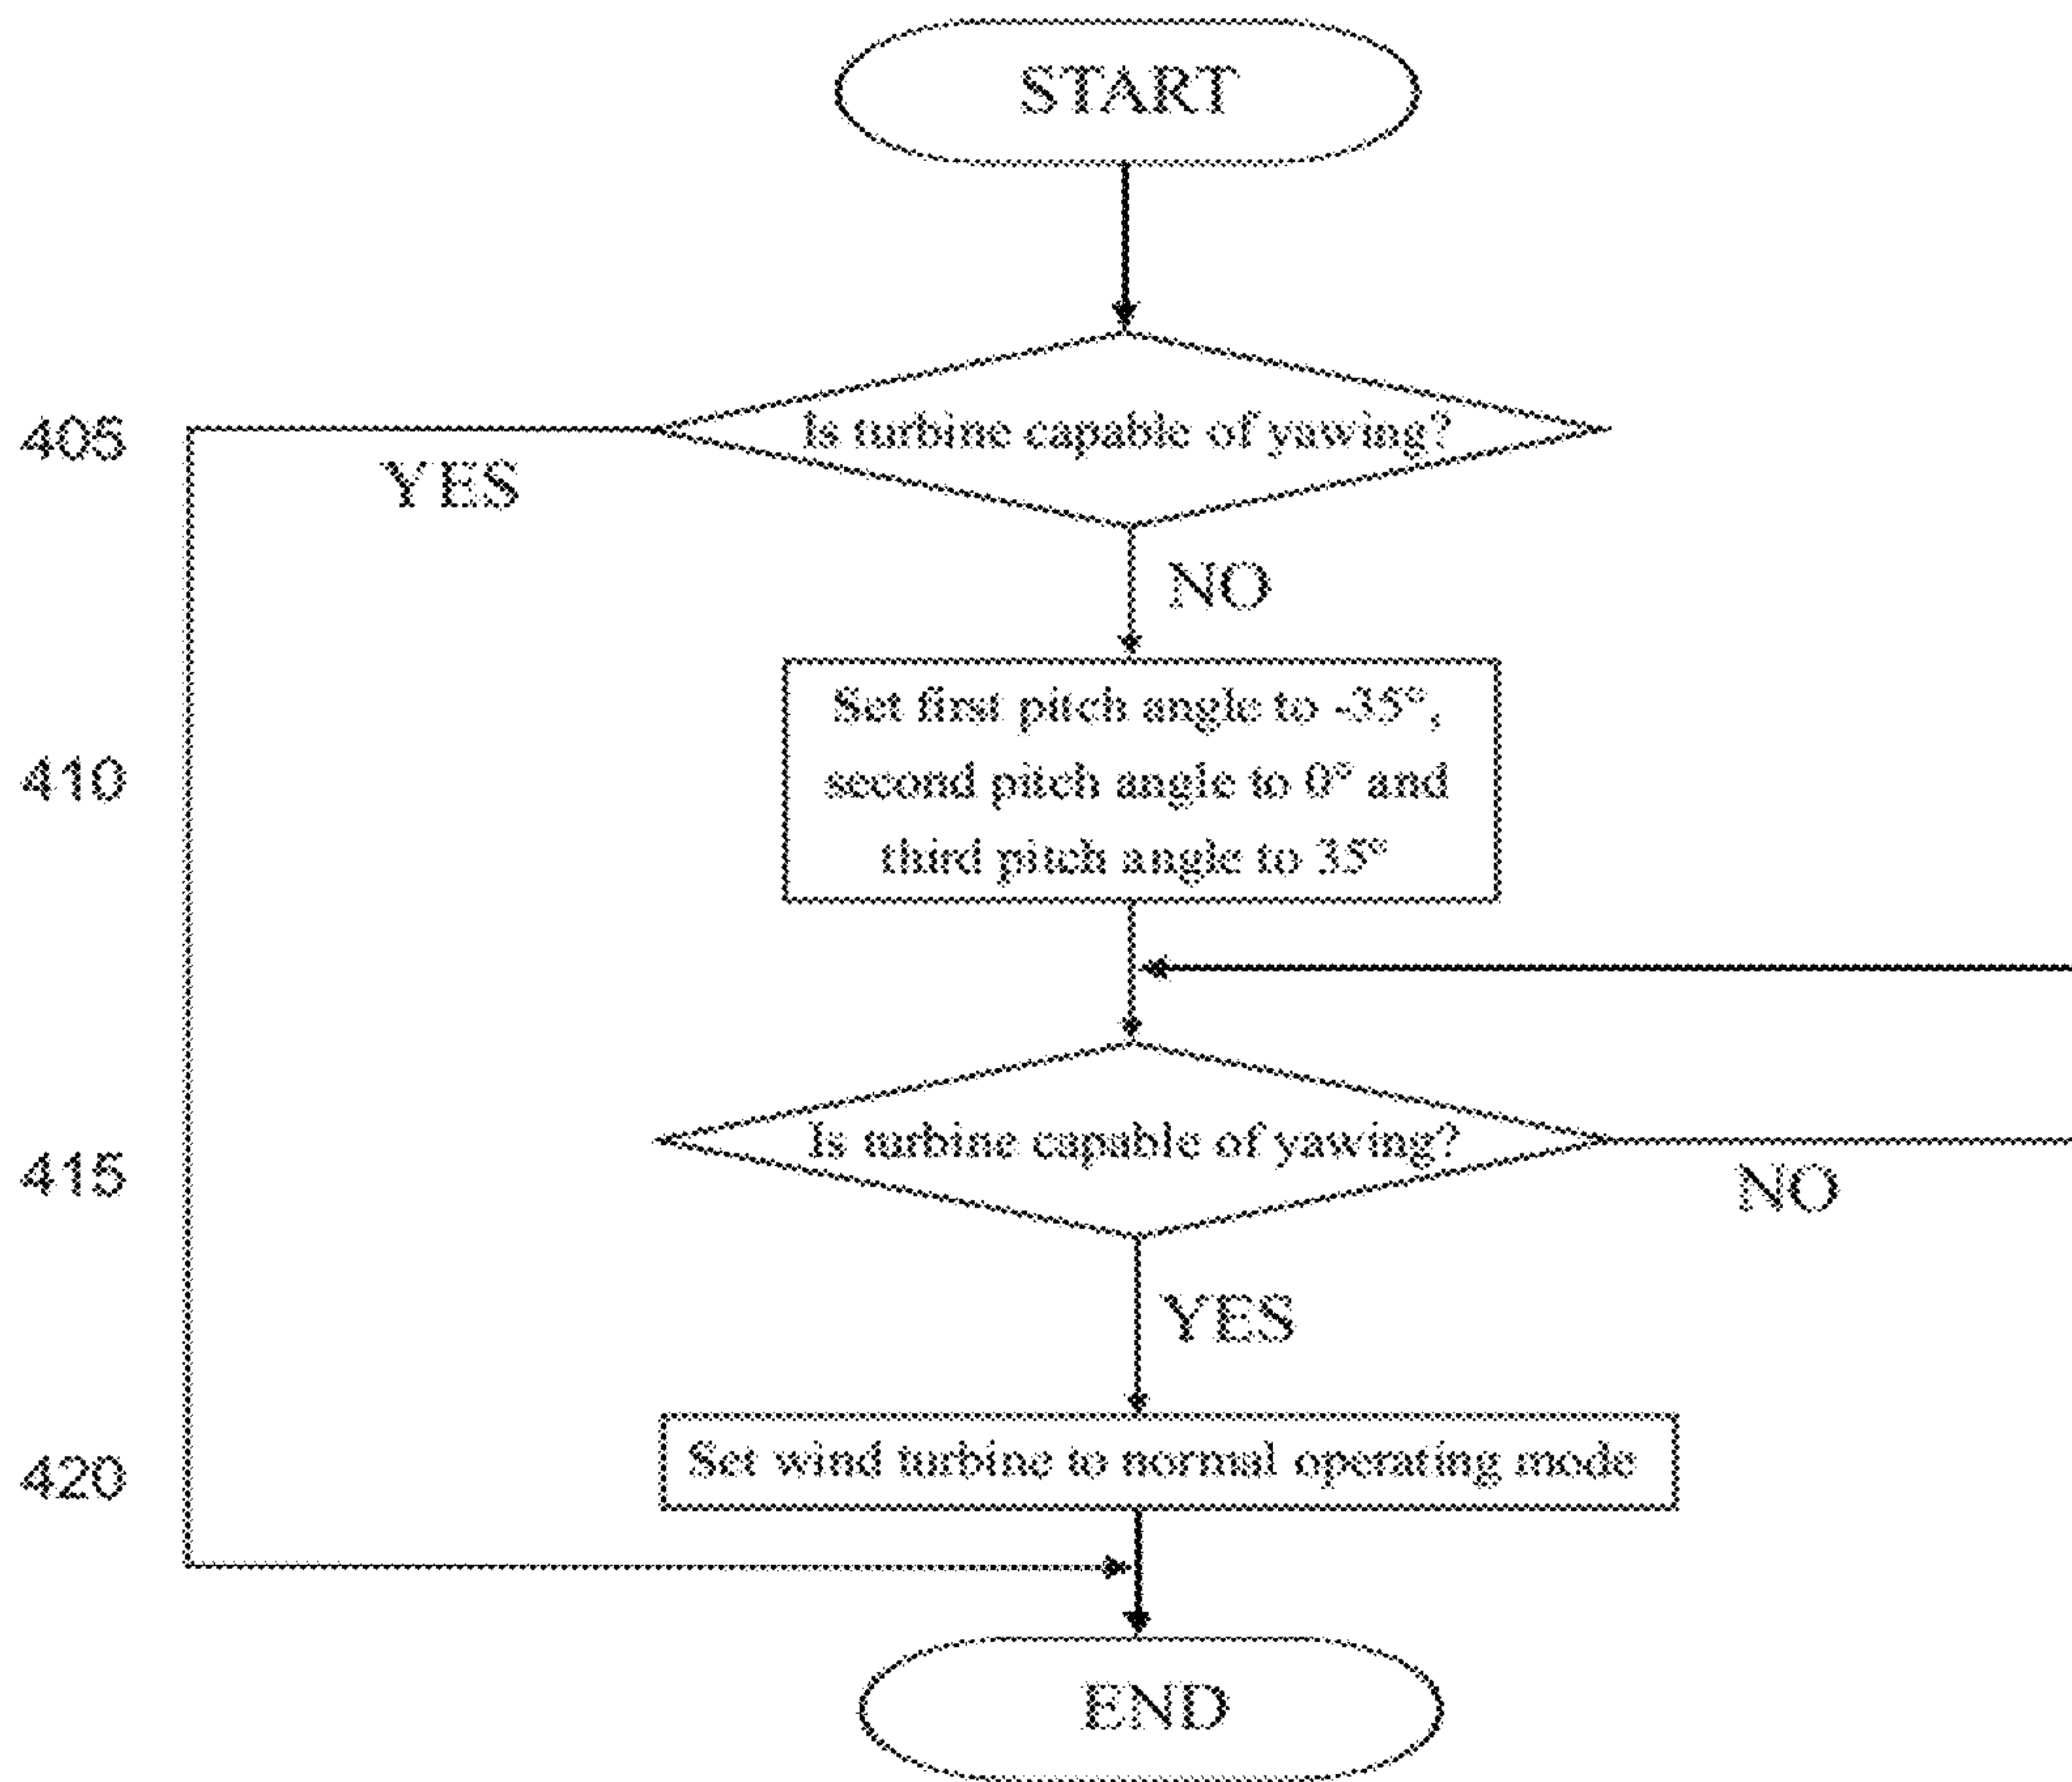 START
405
Is turbine capable of yawing?
YES
NO
410
Set first pitch angle to -35°,
second pitch angle to 0° and
third pitch angle to 35°
415
Is turbine capable of yawing?
NO
YES
420
Set wind turbine to normal operating mode
END